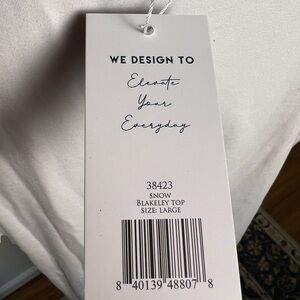 WE DESIGN TO
Elevate
Your
Everyday
38423
SNOW
BLAKELEY TOP
SIZE: LARGE
8 40139 48807 8